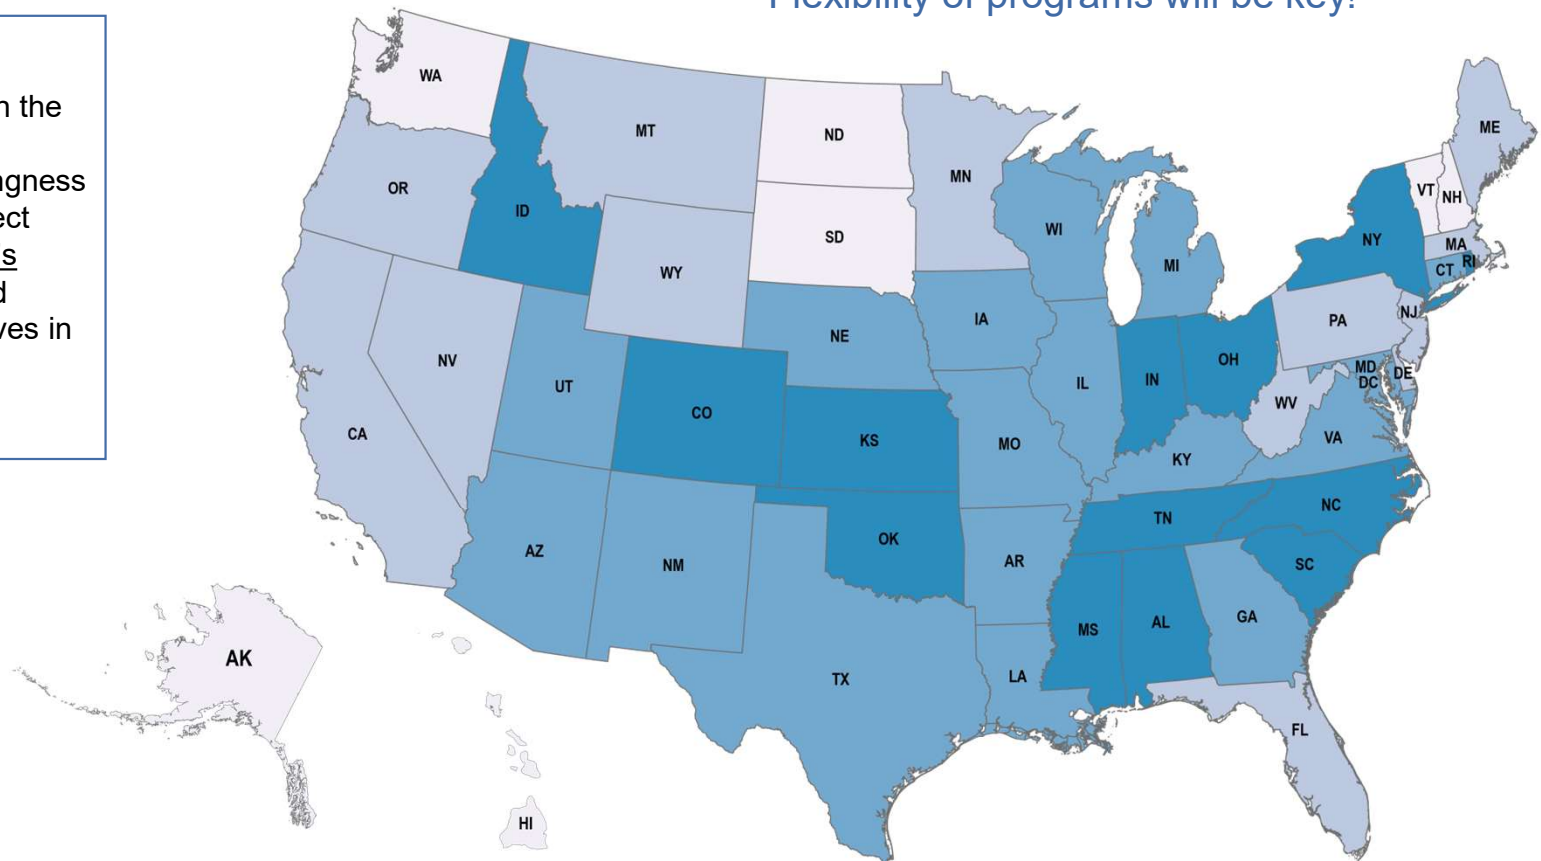 Flexibility of programs will be key!
n the
ngness
ect
s
d
ves in
WA
MT
ND
MN
ME
OR
ID
SD
WI
VT
NH
NY
MA
MI
CT
RI
WY
IA
PA
NJ
NE
NV
UT
IL
IN
OH
MD
DE
DC
WV
CO
CA
KS
MO
KY
VA
TN
NC
AZ
NM
OK
AR
SC
MS
AL
GA
AK
TX
LA
FL
HI